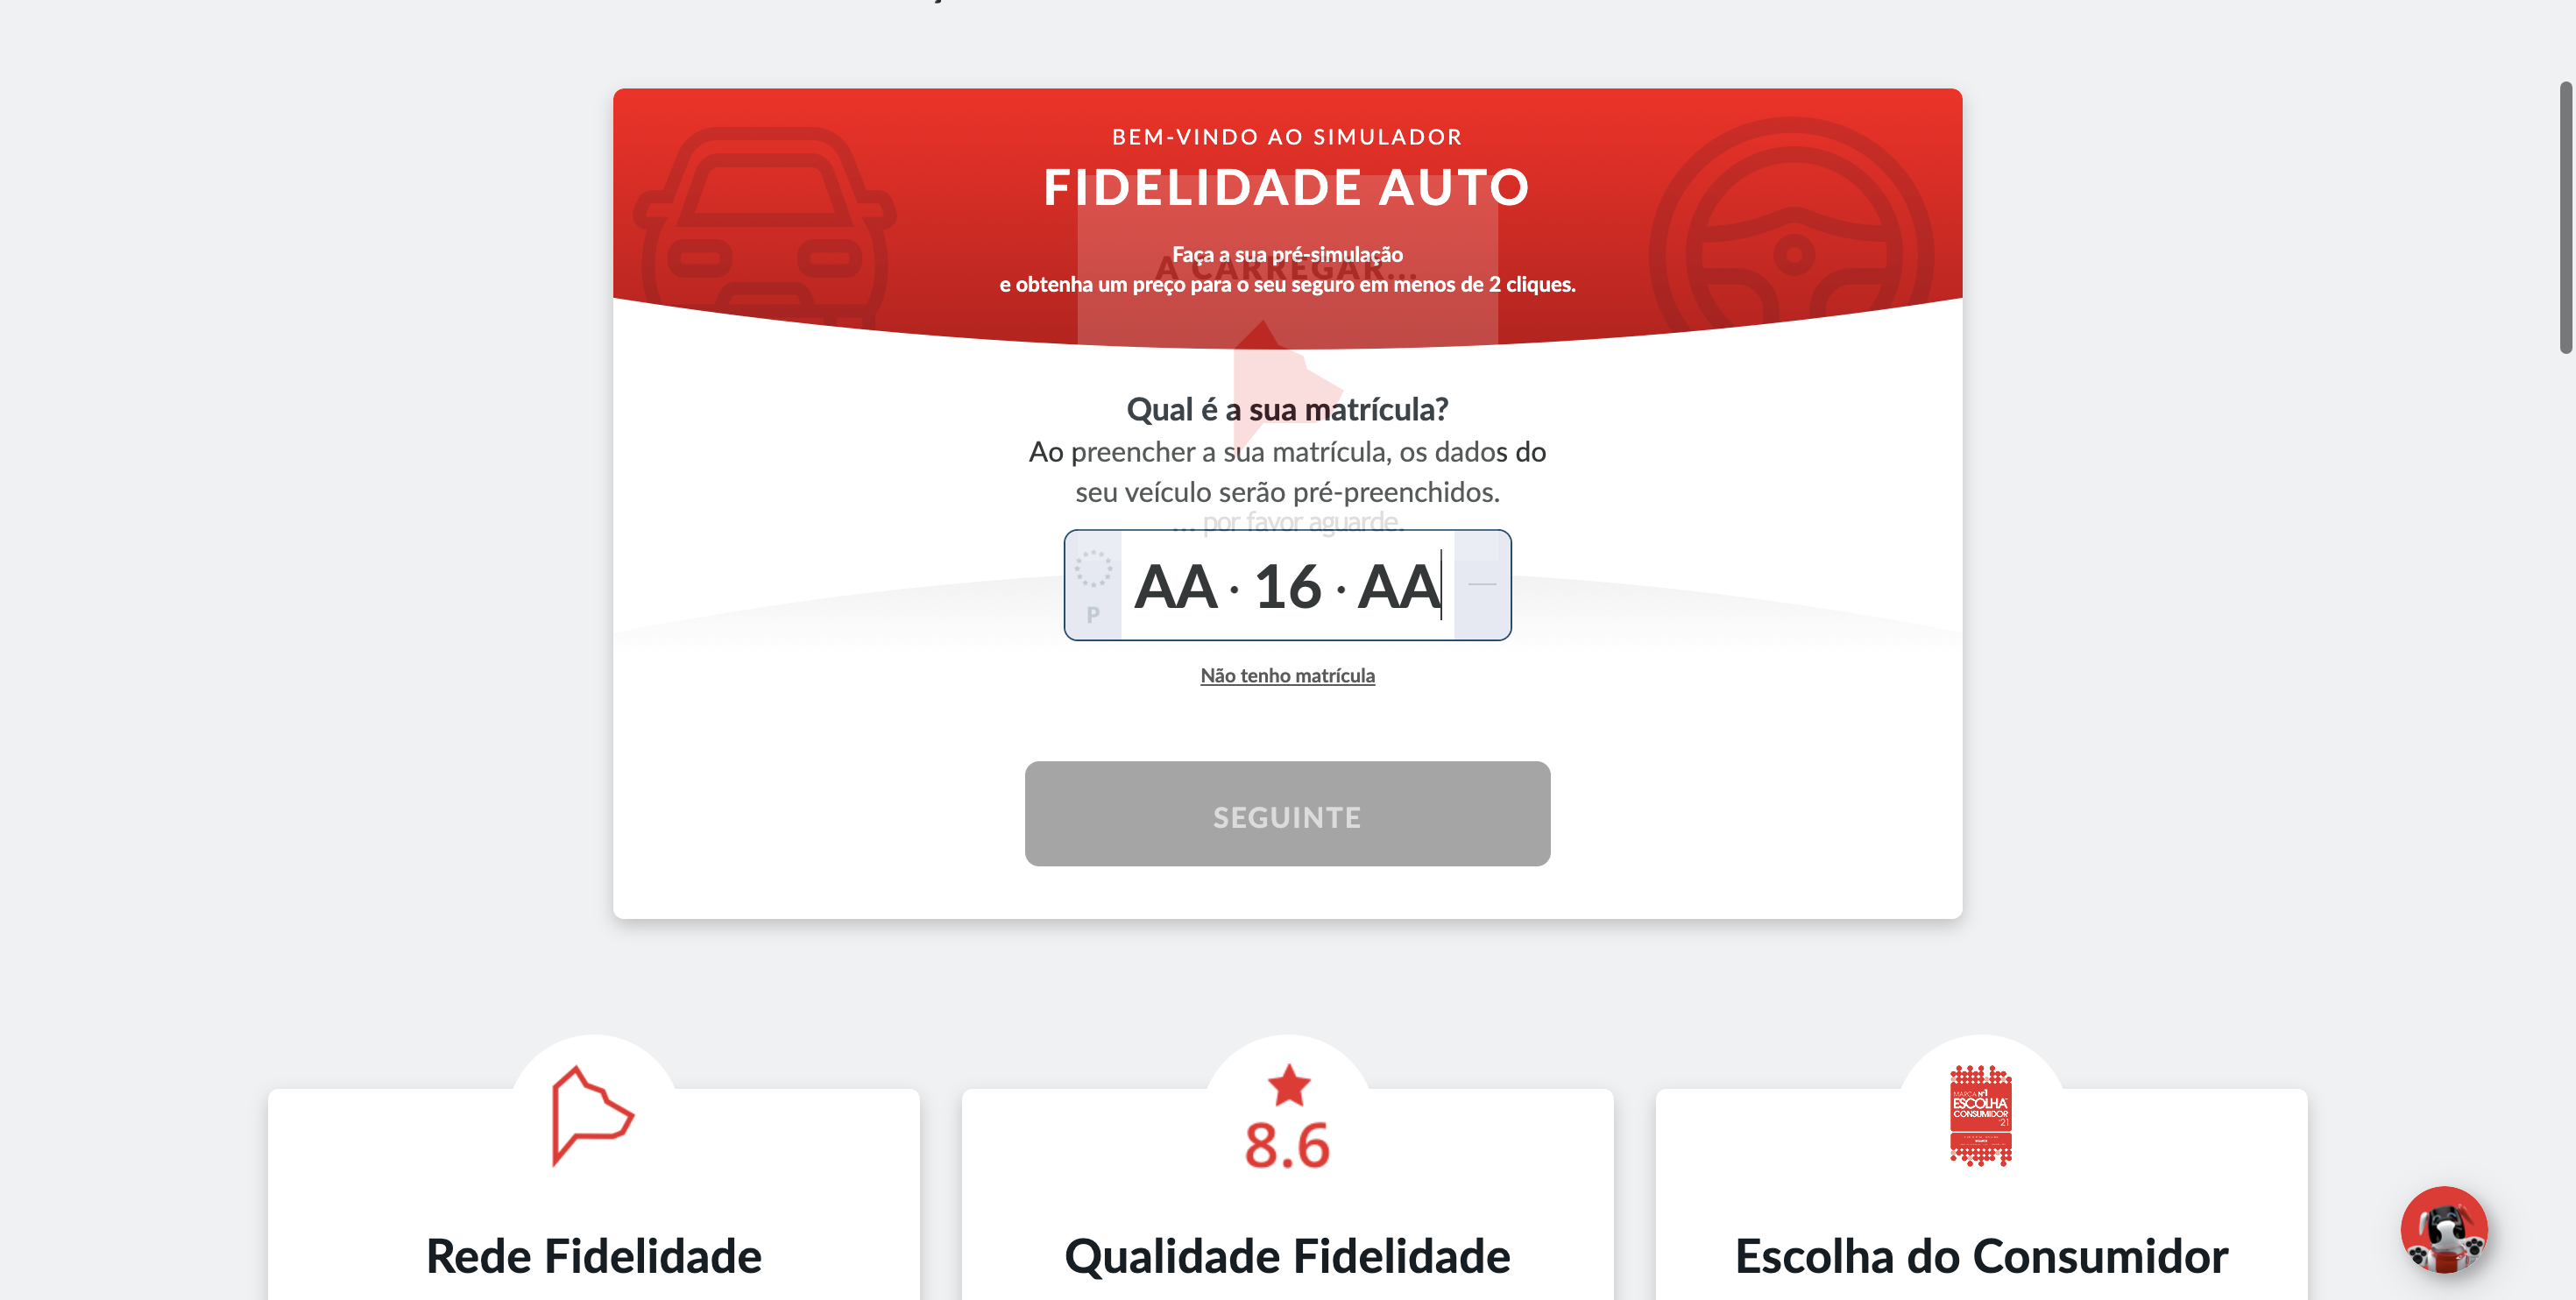 BEM-VINDO AO SIMULADOR
FIDELIDADE AUTO
Faça a sua pré-simulação
A CARREGAR...
e obtenha um preço para o seu seguro em menos de 2 cliques.
Qual é a sua matrícula?
Ao preencher a sua matrícula, os dados do
seu veículo serão pré-preenchidos.
... por favor aguarde.
P
AA · 16 · AA
Não tenho matrícula
SEGUINTE
8.6
MARCA Nº1
ESCOLHA
CONSUMIDOR
'21
Rede Fidelidade
Qualidade Fidelidade
Escolha do Consumidor